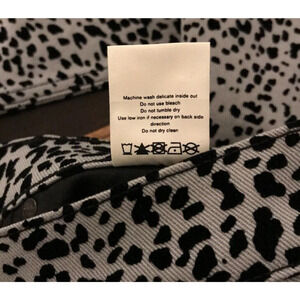 Machine wash delicate inside out
Do not use bleach
Do not tumble dry
Use low iron if necessary on back side
direction
Do not dry clean